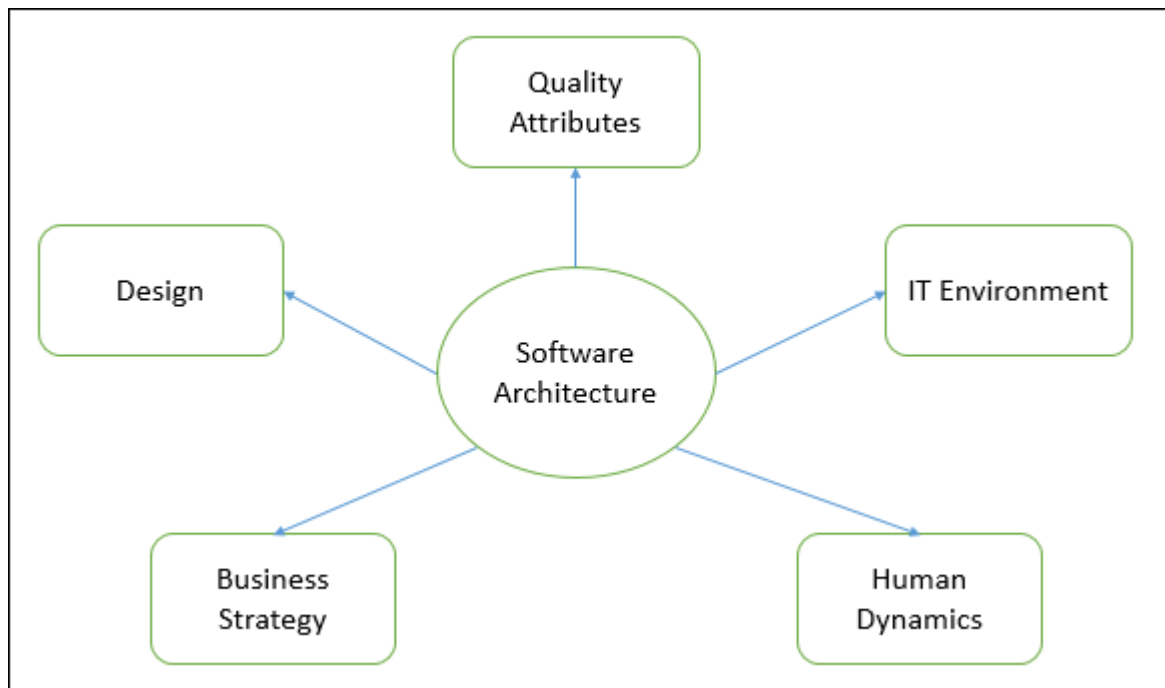 Quality
Attributes
Design
IT Environment
Software
Architecture
Business
Strategy
Human
Dynamics